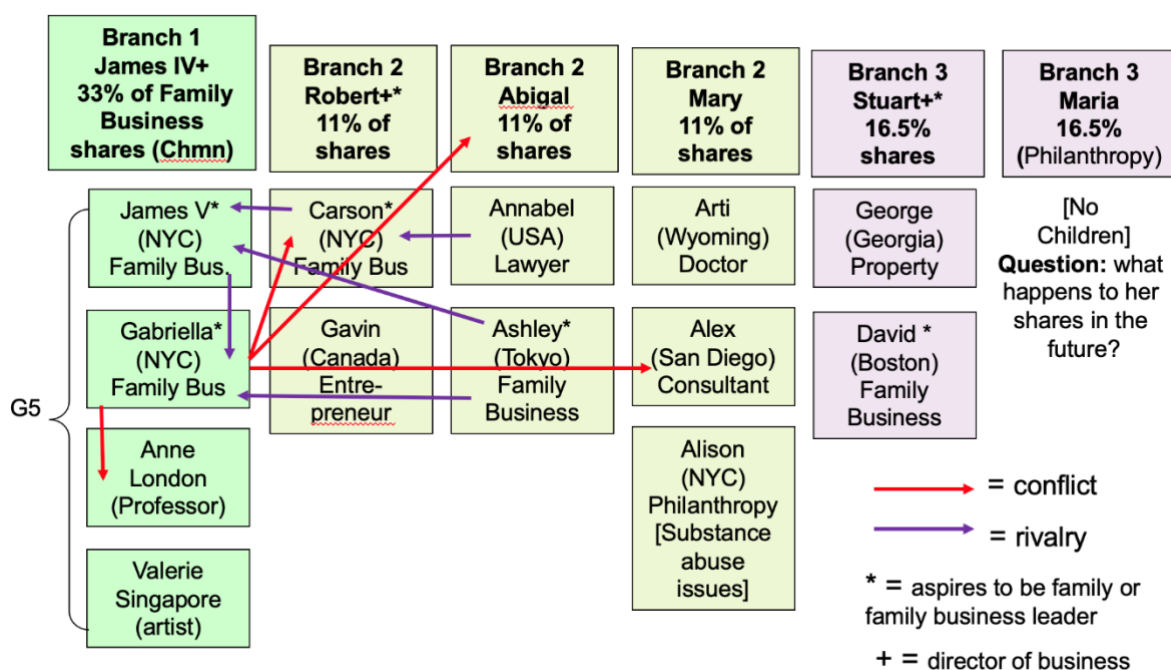 Branch 1
James IV+
33% of Family
Business
shares (Chmn)
Branch 2
Robert+*
11% of
shares
Branch 2
Abigal
11% of
shares
Branch 2
Mary
11% of
shares
Branch 3
Stuart+*
16.5%
shares
Branch 3
Maria
16.5%
(Philanthropy)
G5
James V*
(NYC)
Family Bus.
Carson*
(NYC)
Family Bus
Annabel
(USA)
Lawyer
Arti
(Wyoming)
Doctor
George
(Georgia)
Property
[No
Children]
Question: what
happens to her
shares in the
future?
Gabriella*
(NYC)
Family Bus
Gavin
(Canada)
Entre-
preneur
Ashley*
(Tokyo)
Family
Business
Alex
(San Diego)
Consultant
David *
(Boston)
Family
Business
Anne
London
(Professor)
Alison
(NYC)
Philanthropy
[Substance
abuse
issues]
Valerie
Singapore
(artist)
= conflict
= rivalry
* = aspires to be family or
family business leader
+ = director of business